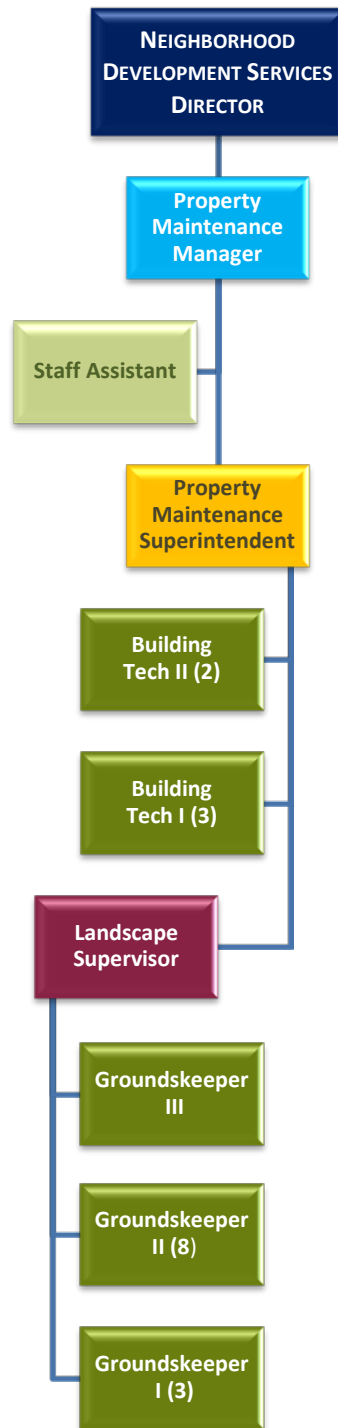 NEIGHBORHOOD
DEVELOPMENT SERVICES
DIRECTOR
Property
Maintenance
Manager
Staff Assistant
Property
Maintenance
Superintendent
Building
Tech II (2)
Building
Tech I (3)
Landscape
Supervisor
Groundskeeper
III
Groundskeeper
II (8)
Groundskeeper
I (3)